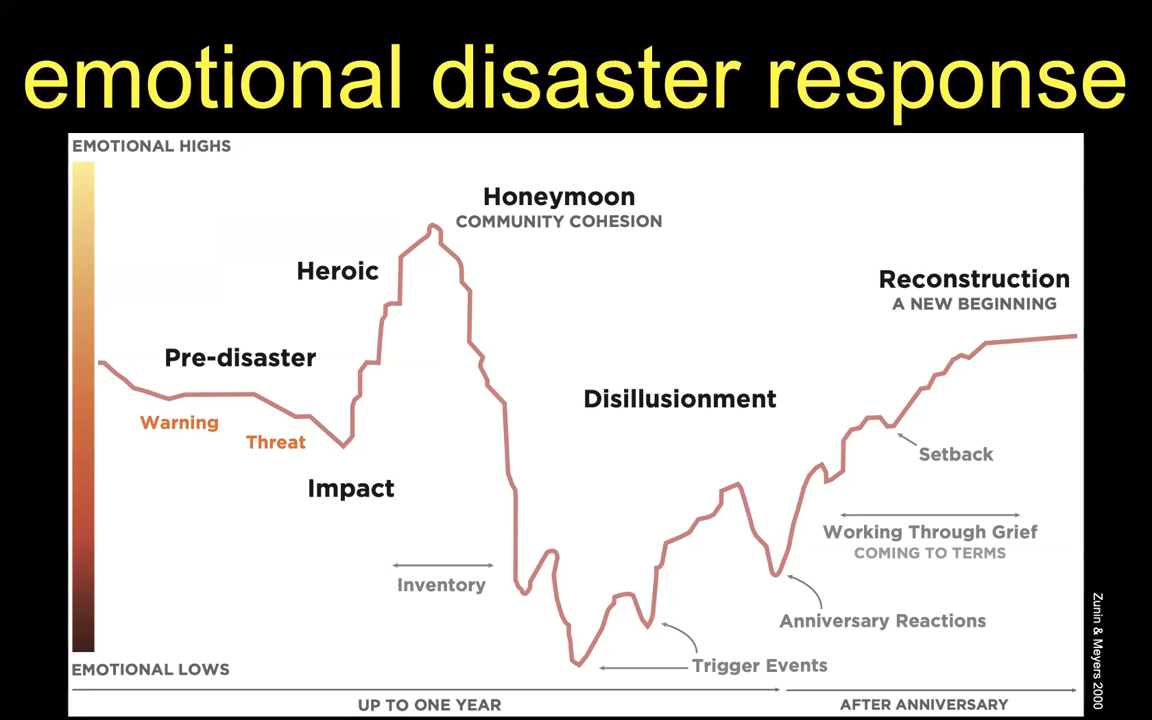 emotional disaster response
EMOTIONAL HIGHS
Honeymoon
COMMUNITY COHESION
Heroic
Reconstruction
A NEW BEGINNING
Pre-disaster
Warning
Threat
Disillusionment
Impact
Setback
Inventory
Working Through Grief
COMING TO TERMS
Anniversary Reactions
Trigger Events
EMOTIONAL LOWS
UP TO ONE YEAR
AFTER ANNIVERSARY
Zunin & Meyers 2000